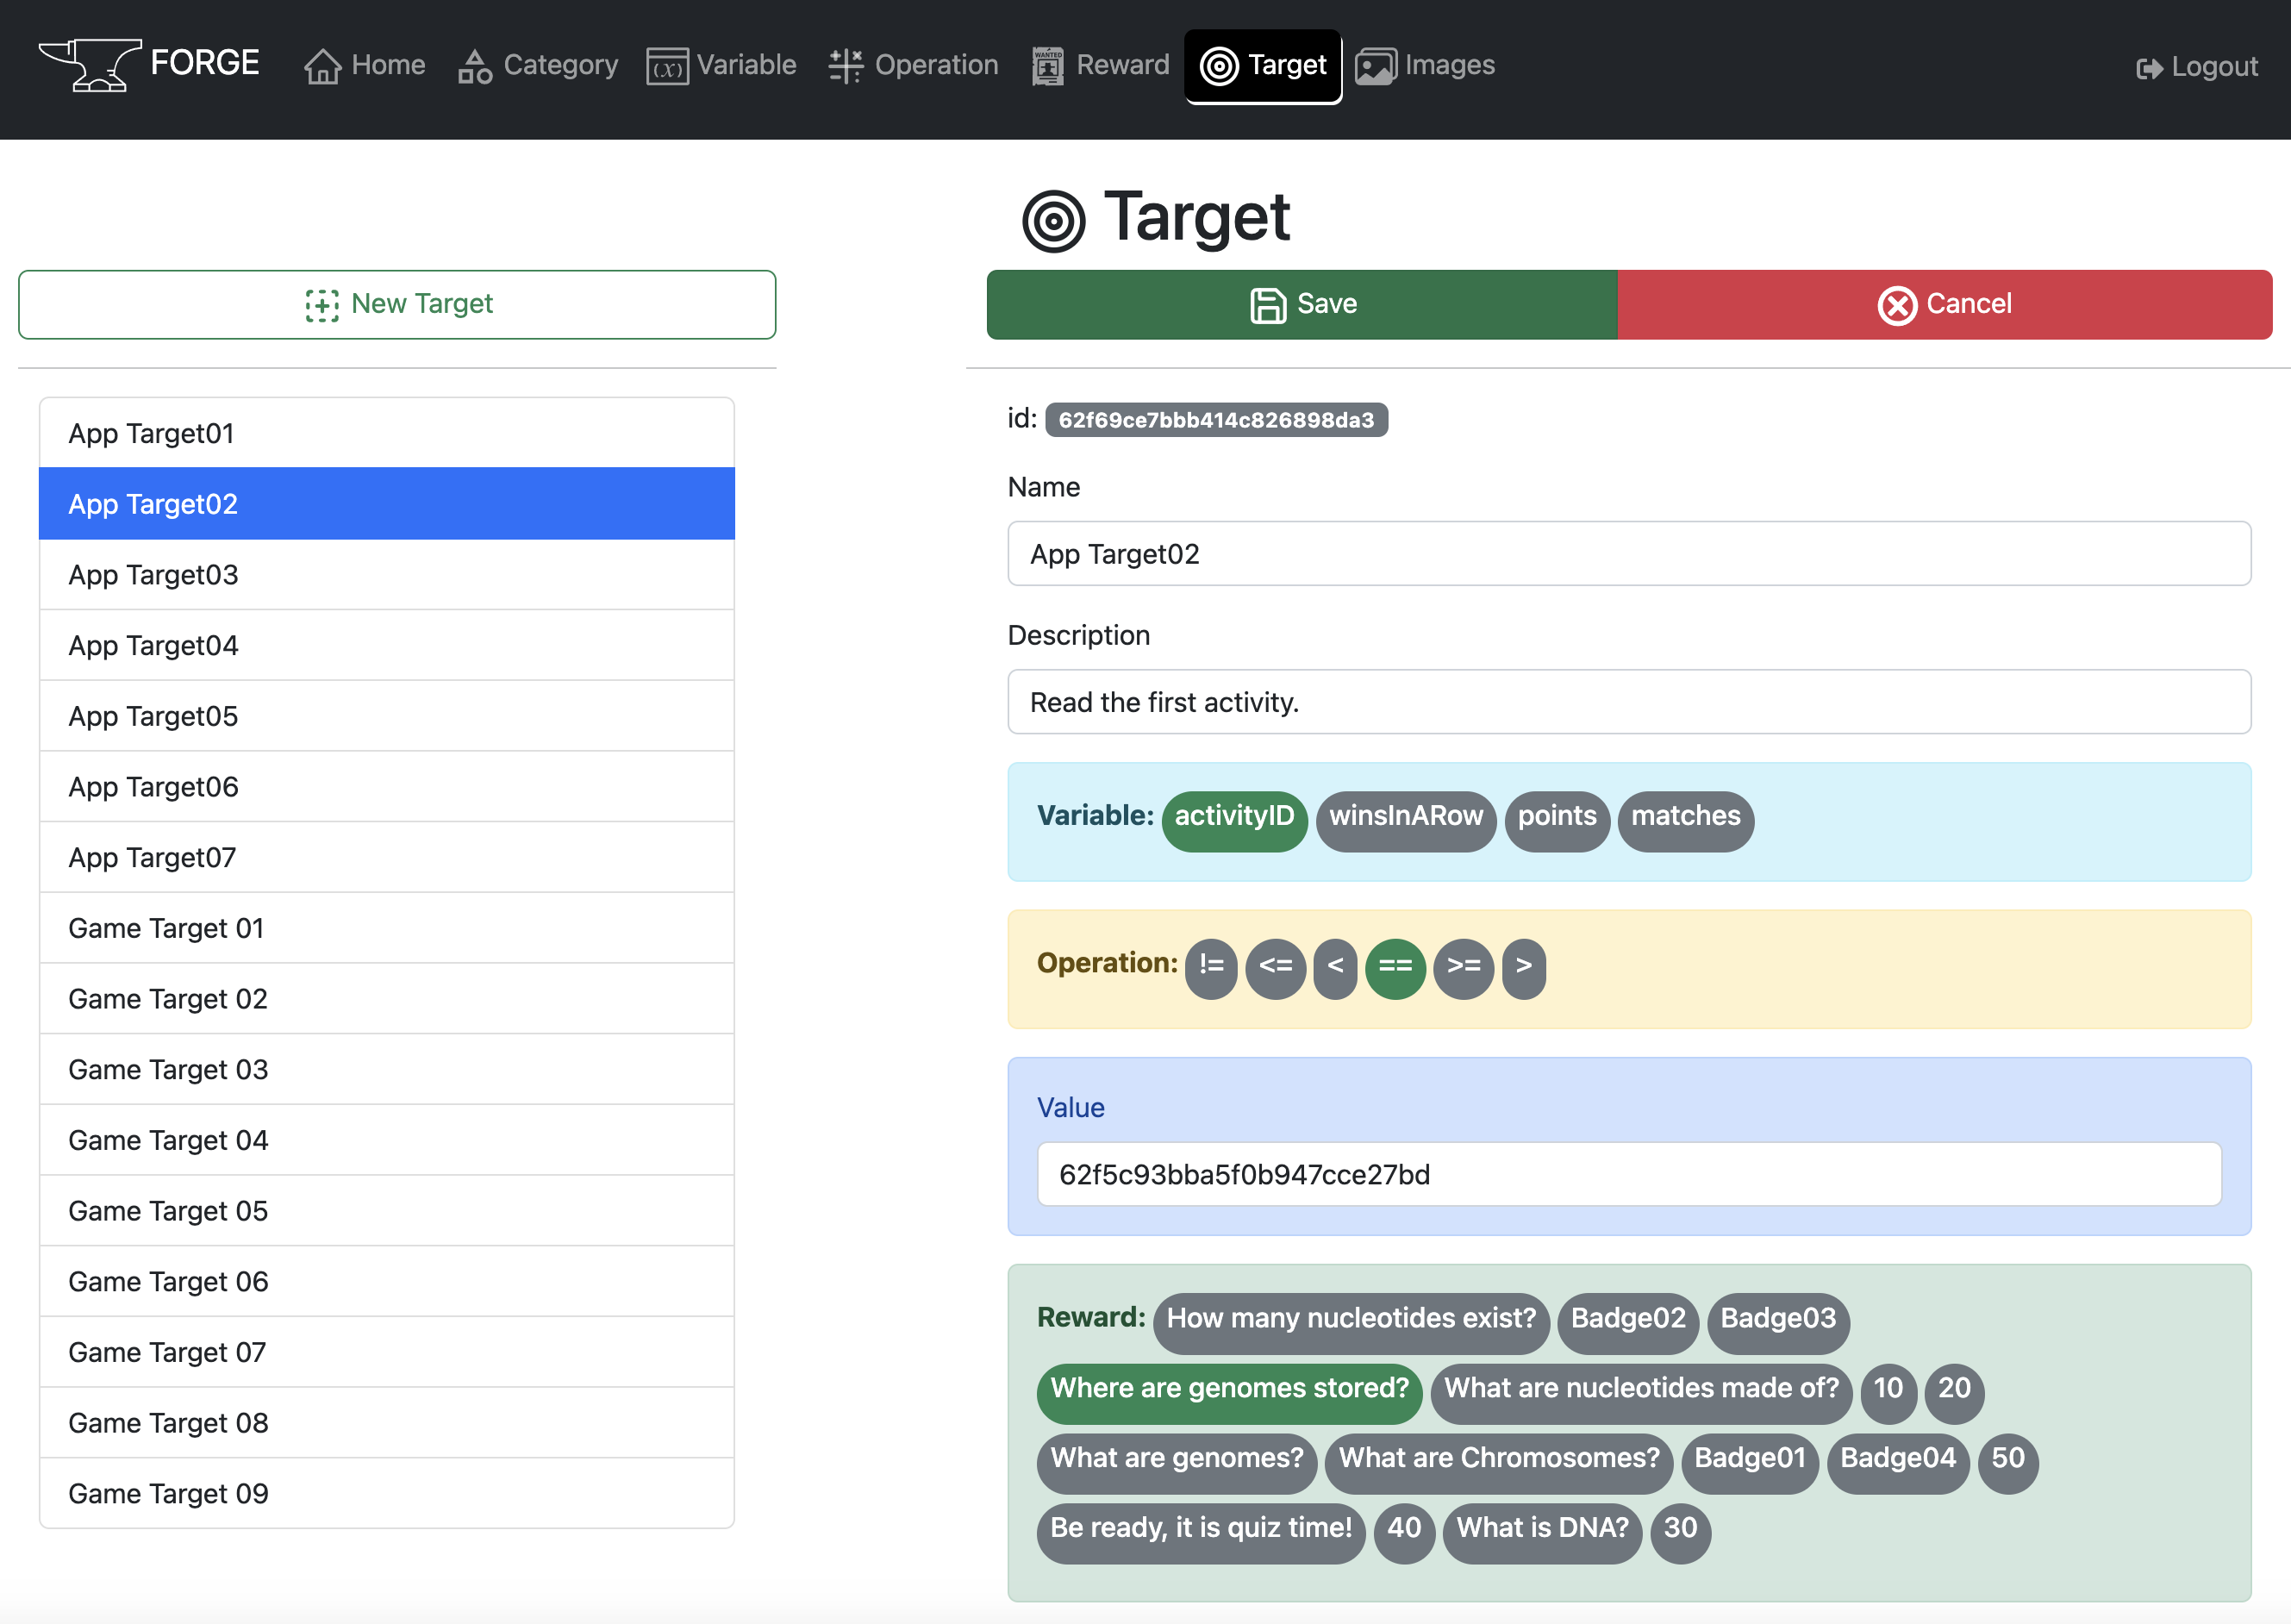 FORGE Home Category Variable Operation WANTED Reward Target Images Logout
Target
New Target
Save Cancel
App Target01
App Target02
App Target03
App Target04
App Target05
App Target06
App Target07
Game Target 01
Game Target 02
Game Target 03
Game Target 04
Game Target 05
Game Target 06
Game Target 07
Game Target 08
Game Target 09
id: 62f69ce7bbb414c826898da3
Name
App Target02
Description
Read the first activity.
Variable: activityID winsInARow points matches
Operation: != <= < == >= >
Value
62f5c93bba5f0b947cce27bd
Reward: How many nucleotides exist? Badge02 Badge03
Where are genomes stored? What are nucleotides made of? 10 20
What are genomes? What are Chromosomes? Badge01 Badge04 50
Be ready, it is quiz time! 40 What is DNA? 30